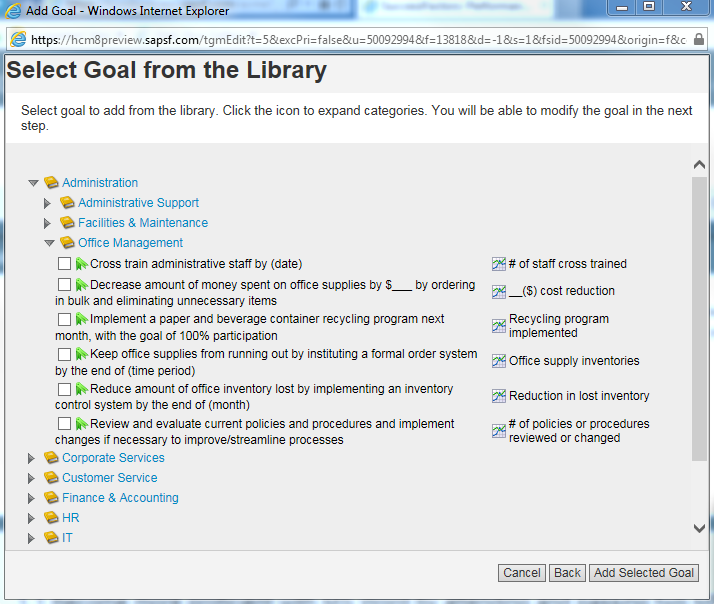 Add Goal - Windows Internet Explorer
https://hcm8preview.sapsf.com/tgmEdit?t=5&excPri=false&u=50092994&f=13818&d=-1&s=1&fsid=50092994&origin=f&c
Select Goal from the Library
Select goal to add from the library. Click the icon to expand categories. You will be able to modify the goal in the next
step.
Administration
Administrative Support
Facilities & Maintenance
Office Management
Cross train administrative staff by (date)
# of staff cross trained
Decrease amount of money spent on office supplies by $___ by ordering
in bulk and eliminating unnecessary items
__($) cost reduction
Implement a paper and beverage container recycling program next
month, with the goal of 100% participation
Recycling program
implemented
Keep office supplies from running out by instituting a formal order system
by the end of (time period)
Office supply inventories
Reduce amount of office inventory lost by implementing an inventory
control system by the end of (month)
Reduction in lost inventory
Review and evaluate current policies and procedures and implement
changes if necessary to improve/streamline processes
# of policies or procedures
reviewed or changed
Corporate Services
Customer Service
Finance & Accounting
HR
IT
Cancel Back Add Selected Goal